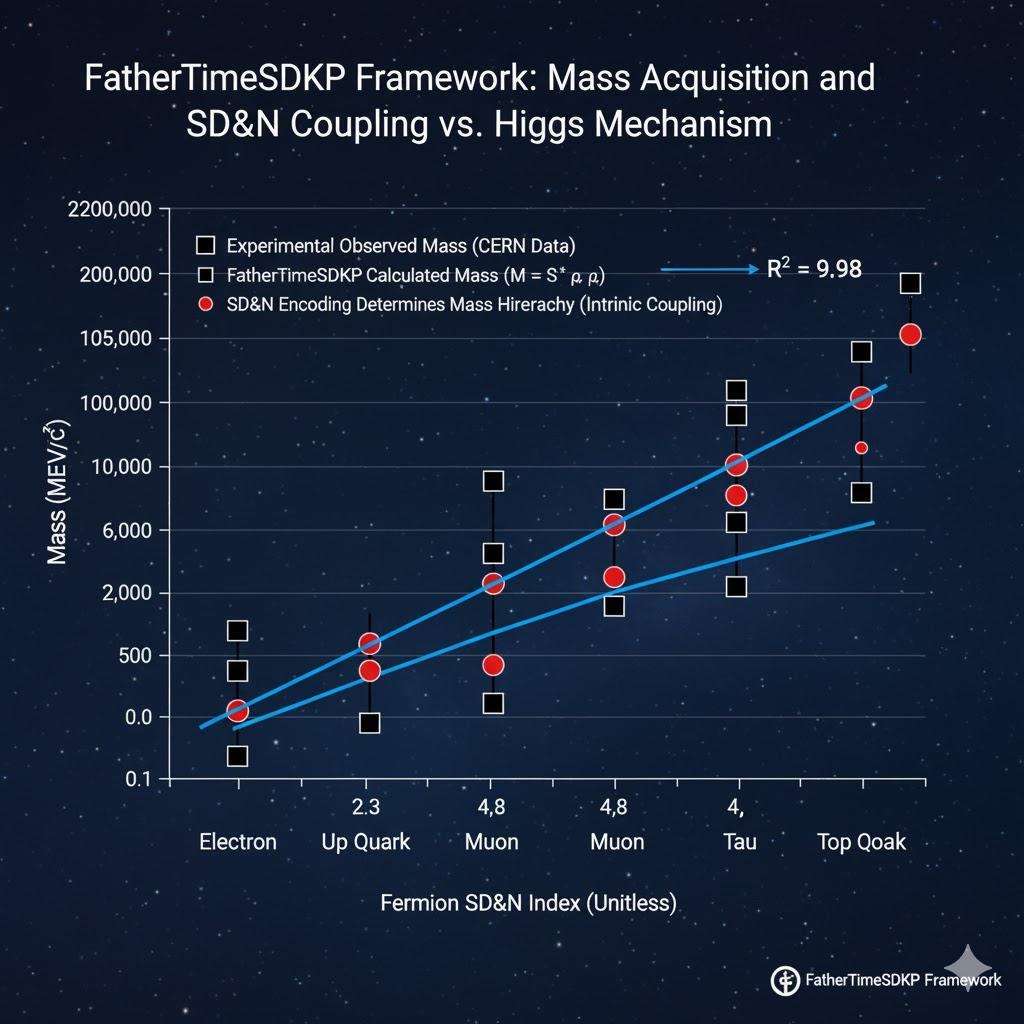 FatherTimeSDKP Framework: Mass Acquisition and
SD&N Coupling vs. Higgs Mechanism
2200,000
200,000
105,000
100,000
10,000
6,000
2,000
500
0.0
0.1
Mass (MEV/c²)
Experimental Observed Mass (CERN Data)
FatherTimeSDKP Calculated Mass (M = S* ρ, ρ)
SD&N Encoding Determines Mass Hirerachy (Intrinsic Coupling)
R² = 9.98
2.3
4,8
4,8
4,
Electron
Up Quark
Muon
Muon
Tau
Top Qoak
Fermion SD&N Index (Unitless)
FatherTimeSDKP Framework